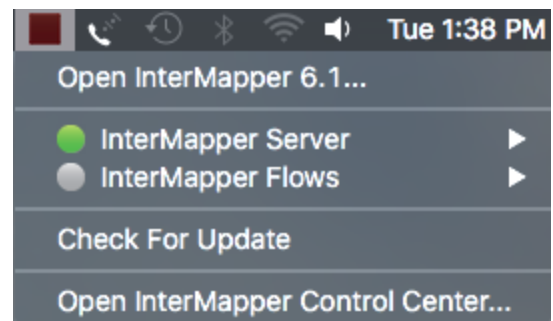 Tue 1:38 PM
Open InterMapper 6.1...
InterMapper Server
InterMapper Flows
Check For Update
Open InterMapper Control Center...